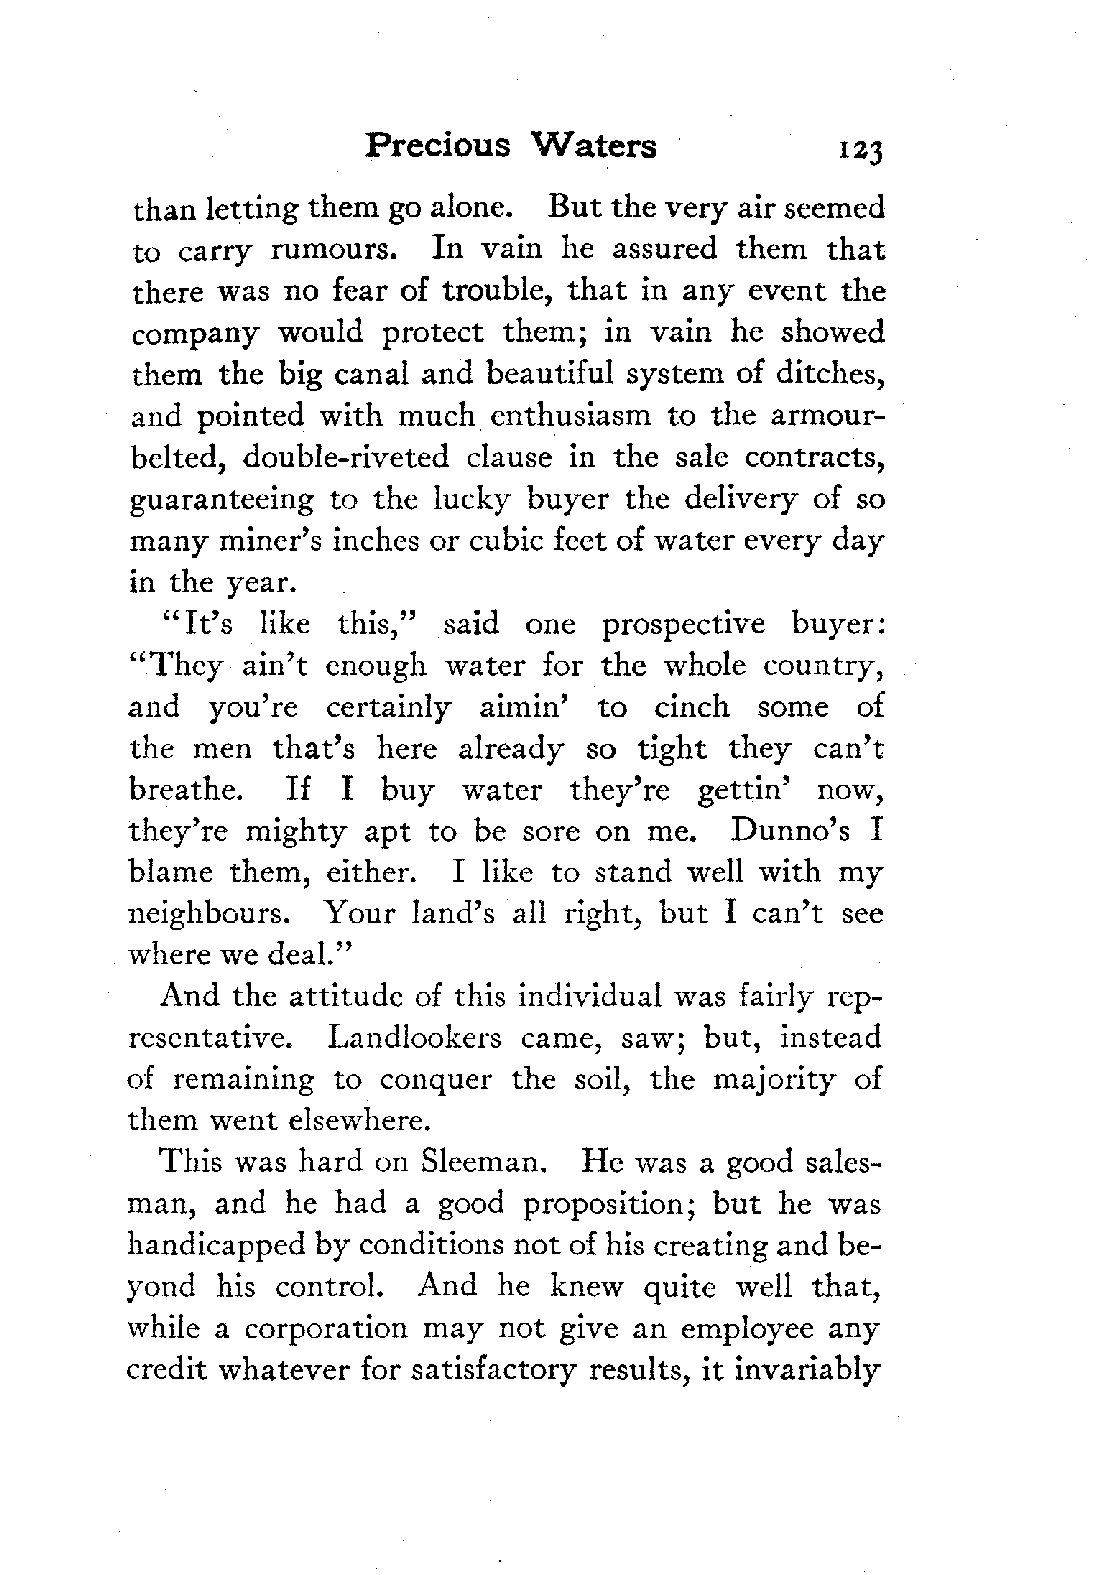 Precious Waters 123
than letting them go alone. But the very air seemed
to carry rumours. In vain he assured them that
there was no fear of trouble, that in any event the
company would protect them; in vain he showed
them the big canal and beautiful system of ditches,
and pointed with much enthusiasm to the armour-
belted, double-riveted clause in the sale contracts,
guaranteeing to the lucky buyer the delivery of so
many miner's inches or cubic feet of water every day
in the year.
"It's like this," said one prospective buyer:
"They ain't enough water for the whole country,
and you're certainly aimin' to cinch some of
the men that's here already so tight they can't
breathe. If I buy water they're gettin' now,
they're mighty apt to be sore on me. Dunno's I
blame them, either. I like to stand well with my
neighbours. Your land's all right, but I can't see
where we deal."
And the attitude of this individual was fairly rep-
resentative. Landlookers came, saw; but, instead
of remaining to conquer the soil, the majority of
them went elsewhere.
This was hard on Sleeman. He was a good sales-
man, and he had a good proposition; but he was
handicapped by conditions not of his creating and be-
yond his control. And he knew quite well that,
while a corporation may not give an employee any
credit whatever for satisfactory results, it invariably